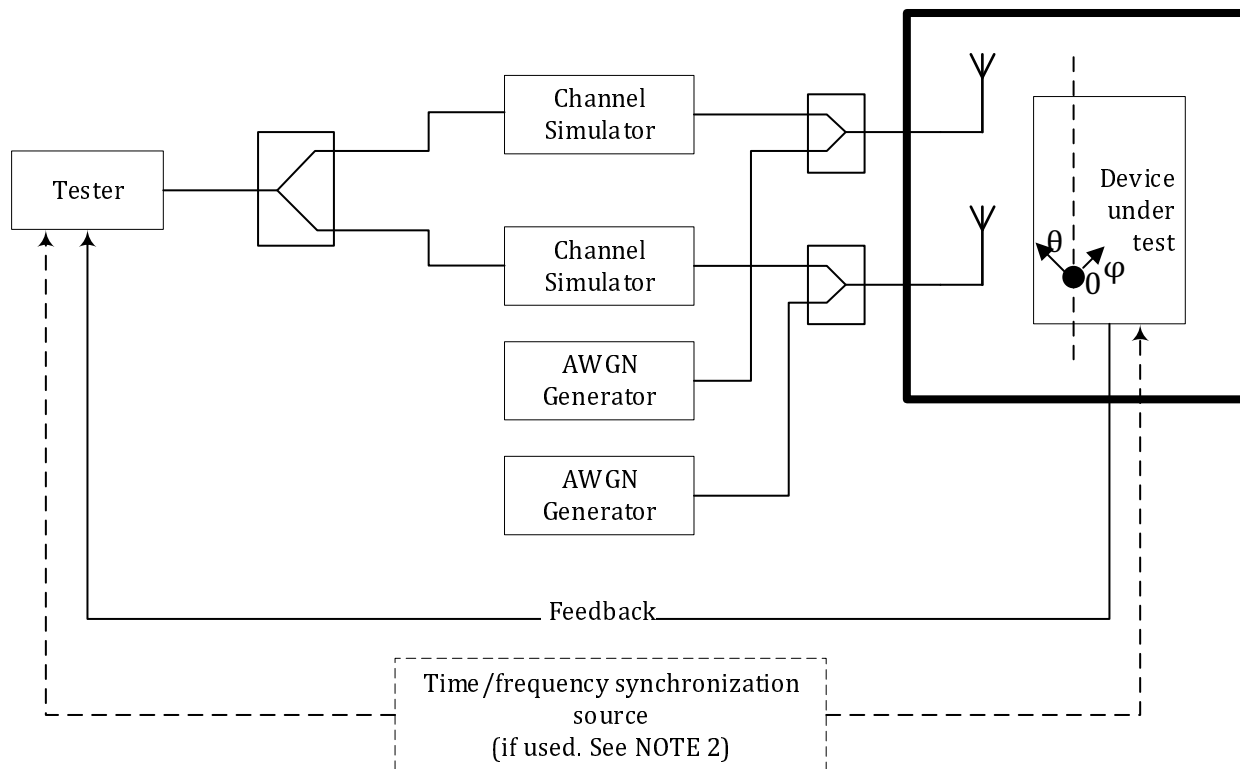 Channel
Simulator
Tester
Device
under
test
θ
0
φ
Channel
Simulator
AWGN
Generator
AWGN
Generator
Feedback
Time/frequency synchronization
source
(if used. See NOTE 2)